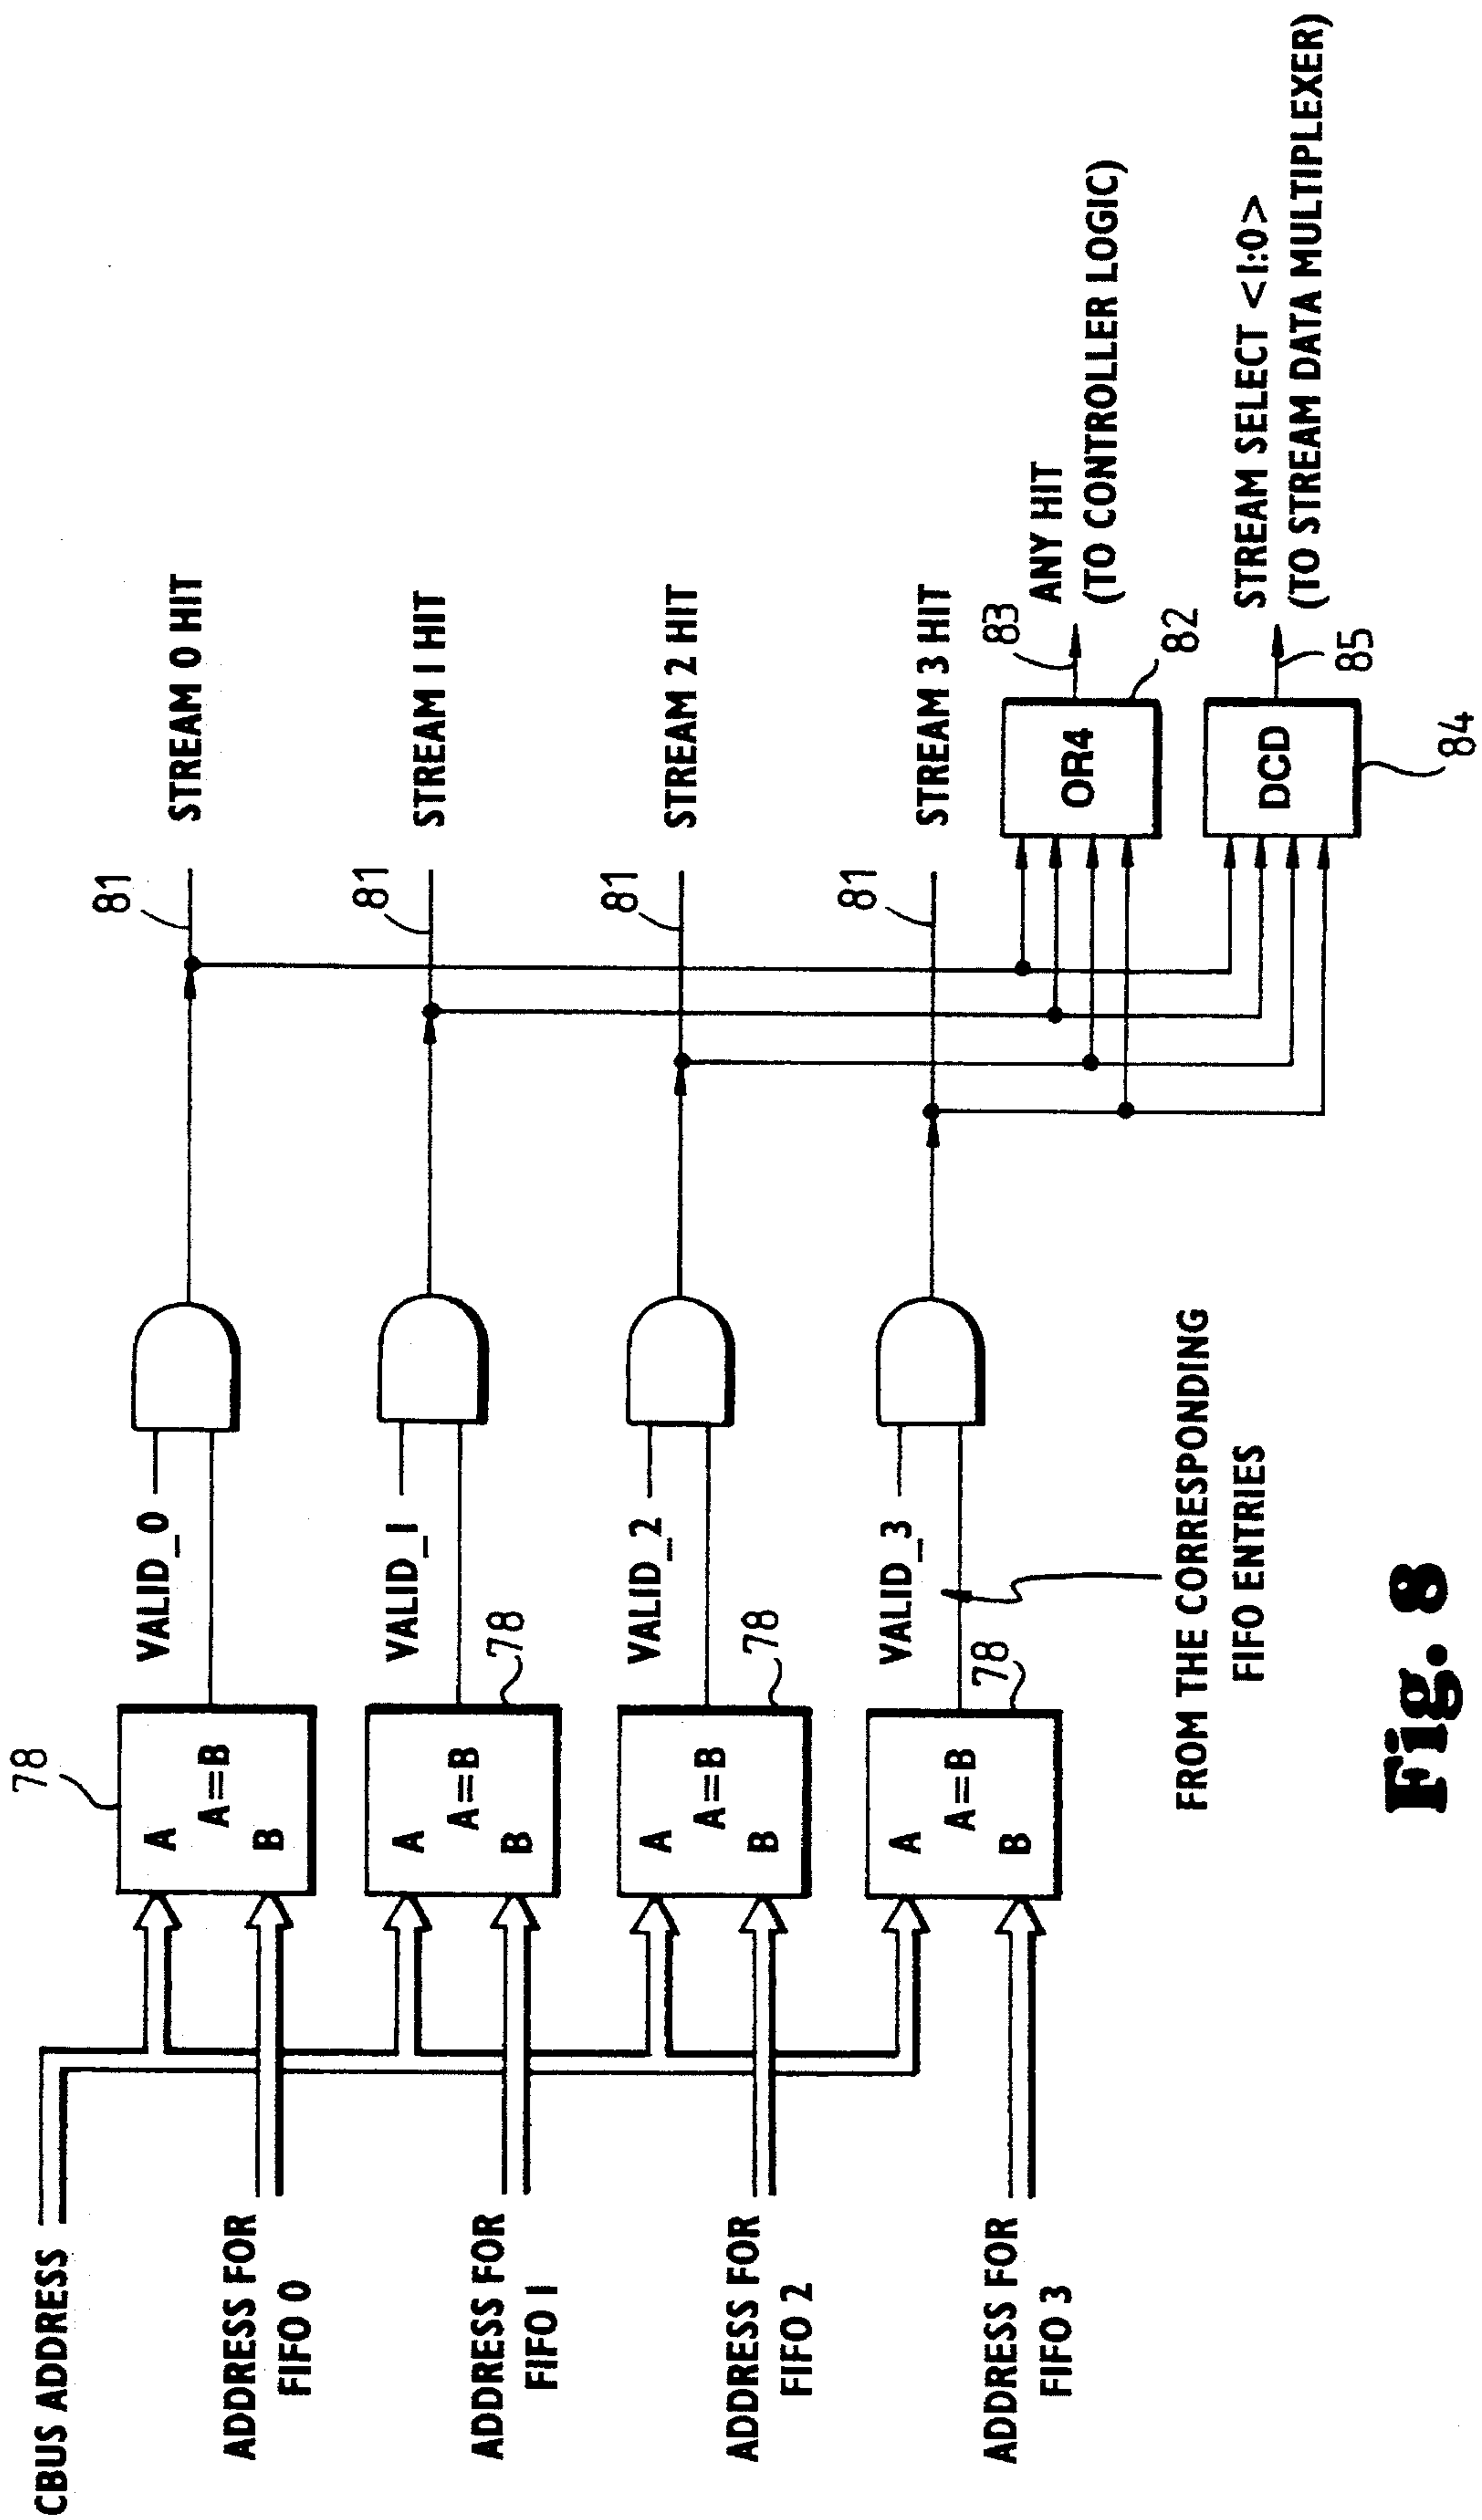 CBUS ADDRESS
ADDRESS FOR
FIFO 0
ADDRESS FOR
FIFO 1
ADDRESS FOR
FIFO 2
ADDRESS FOR
FIFO 3
78
A
A=B
B
78
A
A=B
B
78
A
A=B
B
78
A
A=B
B
VALID_0
VALID_1
VALID_2
VALID_3
FROM THE CORRESPONDING
FIFO ENTRIES
81
STREAM 0 HIT
81
STREAM 1 HIT
81
STREAM 2 HIT
81
STREAM 3 HIT
OR4
82
83
ANY HIT
(TO CONTROLLER LOGIC)
DCD
84
85
STREAM SELECT <1:0>
(TO STREAM DATA MULTIPLEXER)
Fig. 8